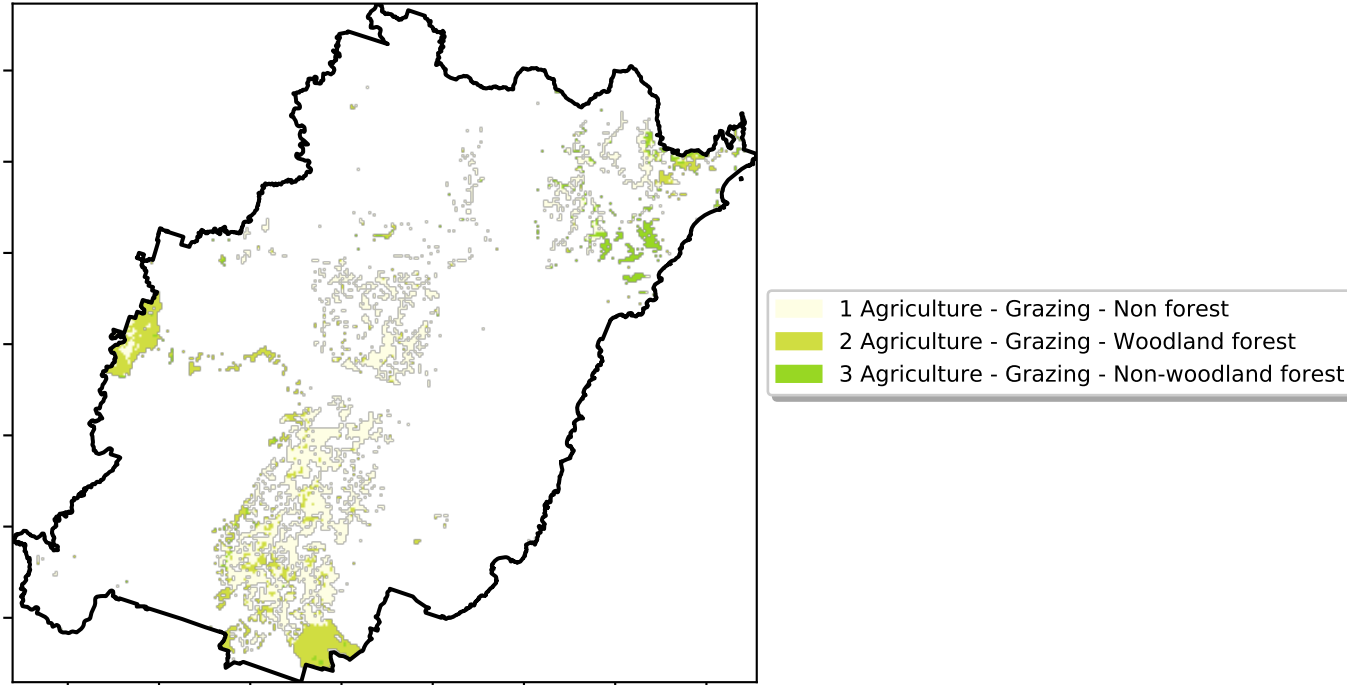 1 Agriculture - Grazing - Non forest
2 Agriculture - Grazing - Woodland forest
3 Agriculture - Grazing - Non-woodland forest